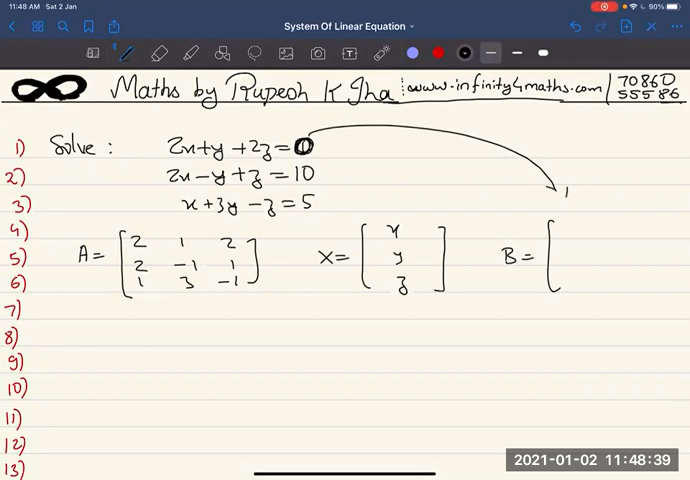 11:48 AM Sat 2 Jan 90%
System Of Linear Equation
∞ Maths by Rupesh K Jha www.infinity4maths.com 70860 55586
1) Solve : 2x+y+2z=0
2) 2x-y+z=10
3) x+3y-z=5
4) 2 1 2 x
5) A= 2 -1 1 X= y B=
6) 1 3 -1 z
7)
8)
9)
10)
11)
12)
13)
2021-01-02 11:48:39